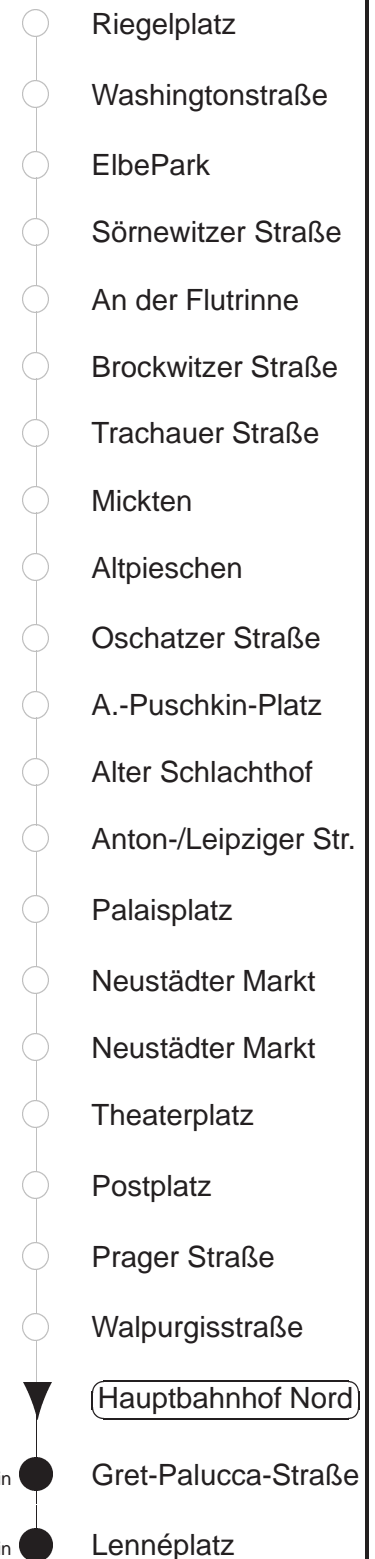 Riegelplatz
Washingtonstraße
ElbePark
Sörnewitzer Straße
An der Flutrinne
Brockwitzer Straße
Trachauer Straße
Mickten
Altpieschen
Oschatzer Straße
A.-Puschkin-Platz
Alter Schlachthof
Anton-/Leipziger Str.
Palaisplatz
Neustädter Markt
Neustädter Markt
Theaterplatz
Postplatz
Prager Straße
Walpurgisstraße
Hauptbahnhof Nord
Gret-Palucca-Straße
Lennéplatz